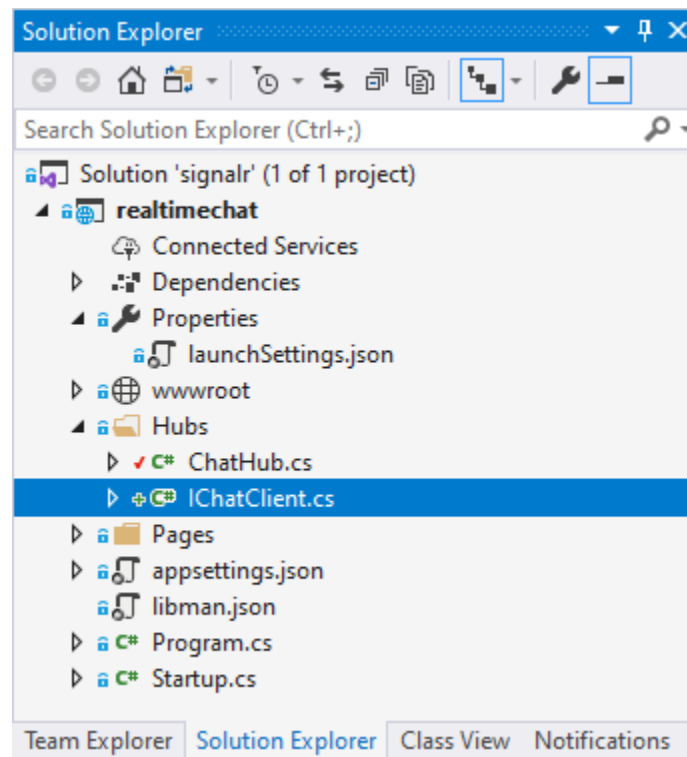 Solution Explorer
Search Solution Explorer (Ctrl+;)
Solution 'signalr' (1 of 1 project)
realtimechat
Connected Services
Dependencies
Properties
launchSettings.json
wwwroot
Hubs
C# ChatHub.cs
C# IChatClient.cs
Pages
appsettings.json
libman.json
C# Program.cs
C# Startup.cs
Team Explorer Solution Explorer Class View Notifications